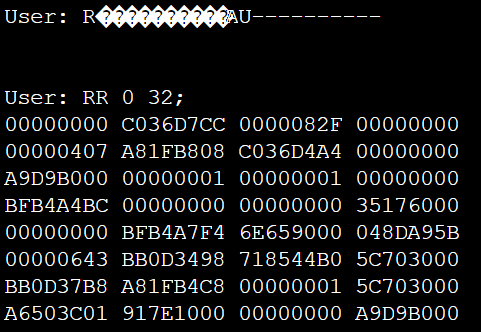 User: R�����������AU----------
User: RR 0 32;
00000000 C036D7CC 0000082F 00000000
00000407 A81FB808 C036D4A4 00000000
A9D9B000 00000001 00000001 00000000
BFB4A4BC 00000000 00000000 35176000
00000000 BFB4A7F4 6E659000 048DA95B
00000643 BB0D3498 718544B0 5C703000
BB0D37B8 A81FB4C8 00000001 5C703000
A6503C01 917E1000 00000000 A9D9B000